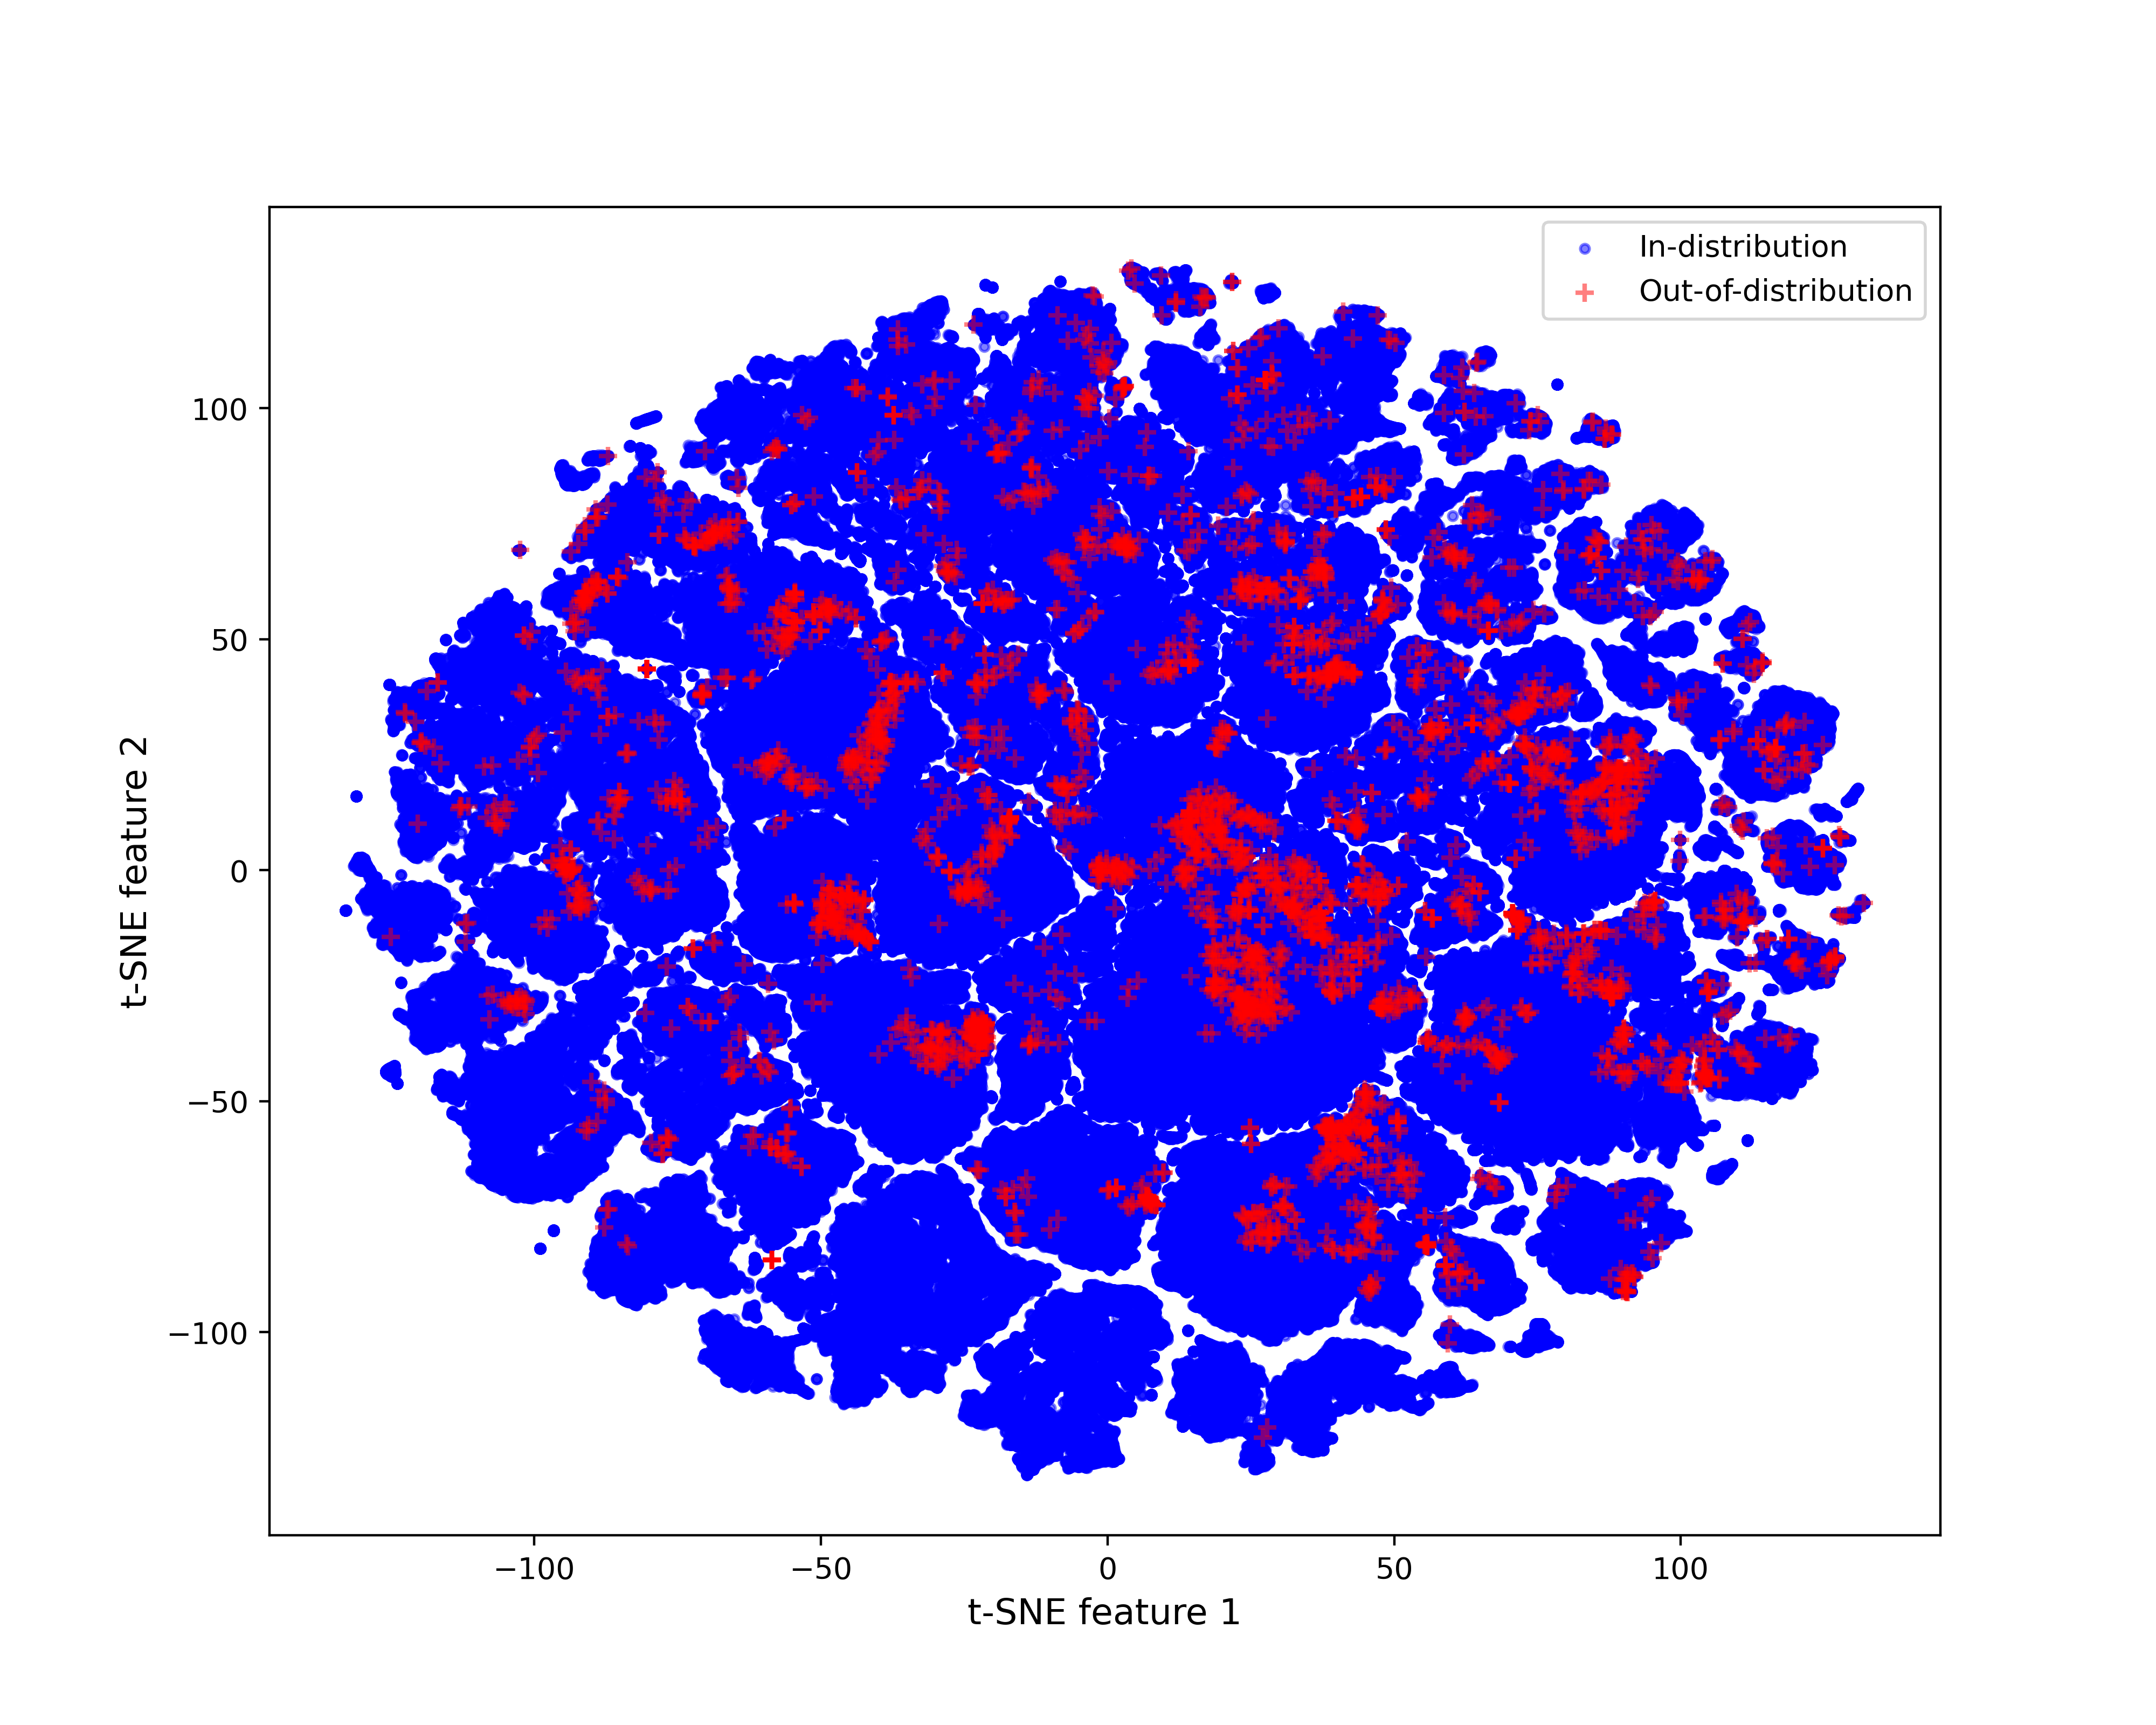 In-distribution
Out-of-distribution
100
50
0
−50
−100
t-SNE feature 2
−100
−50
0
50
100
t-SNE feature 1